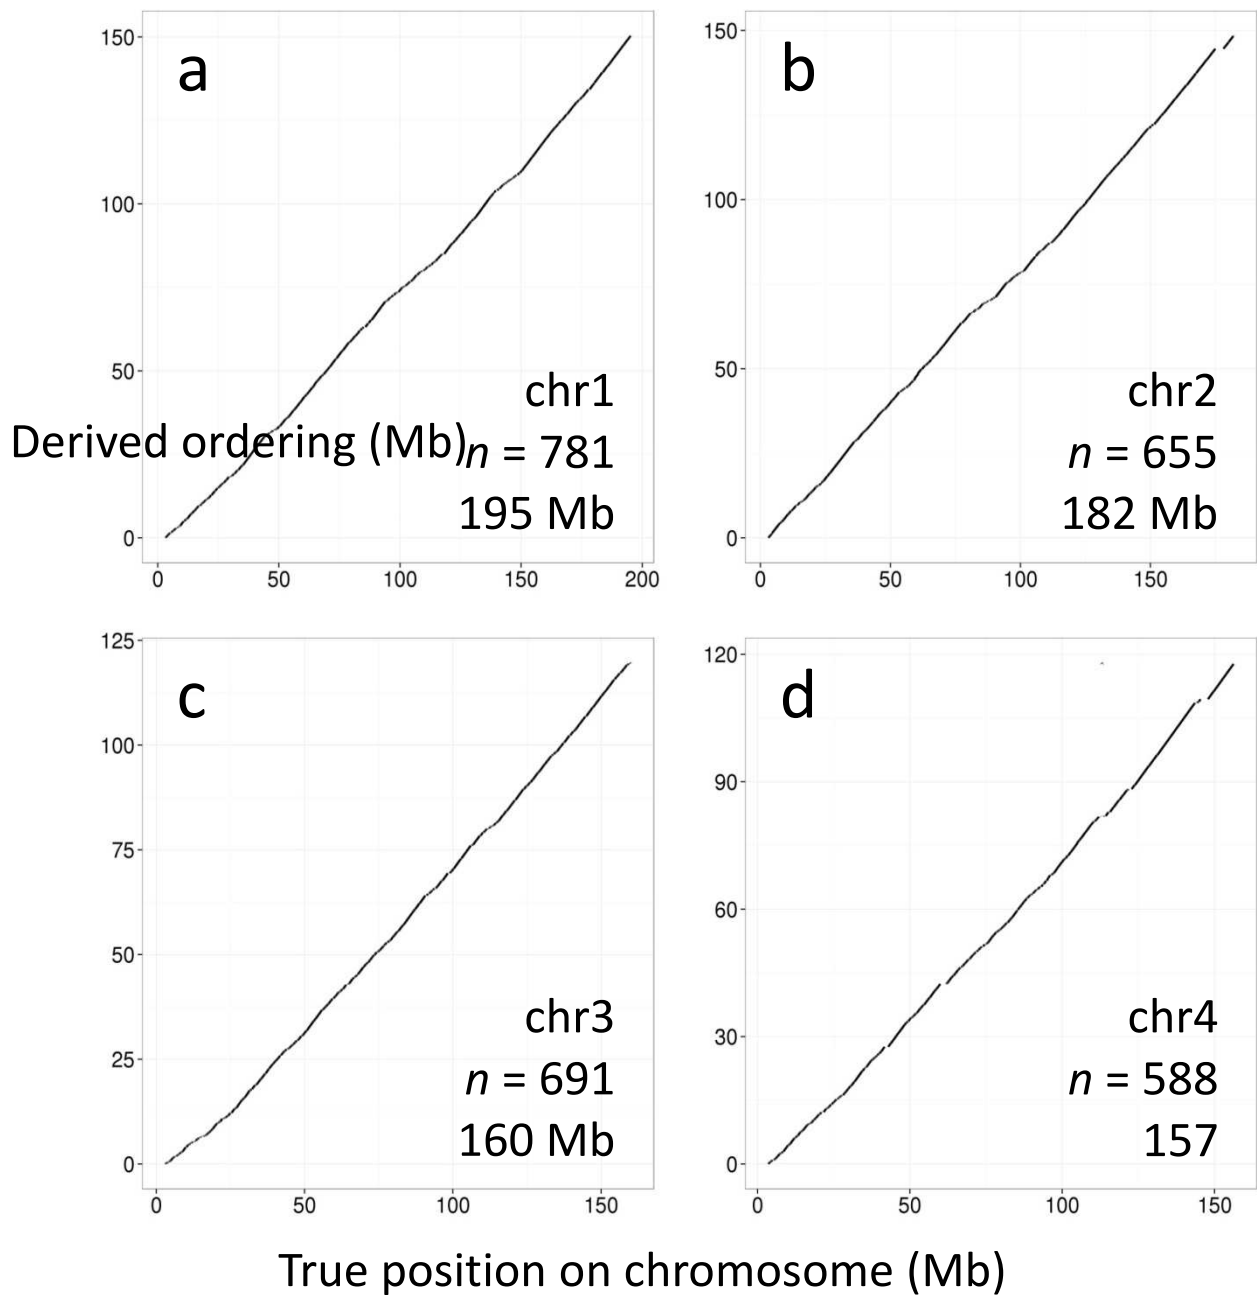 a
150
100
50
0
chr1
Derived ordering (Mb)
n = 781
195 Mb
0 50 100 150 200
b
150
100
50
0
chr2
n = 655
182 Mb
0 50 100 150
c
125
100
75
50
25
0
chr3
n = 691
160 Mb
0 50 100 150
d
120
90
60
30
0
chr4
n = 588
157
0 50 100 150
True position on chromosome (Mb)